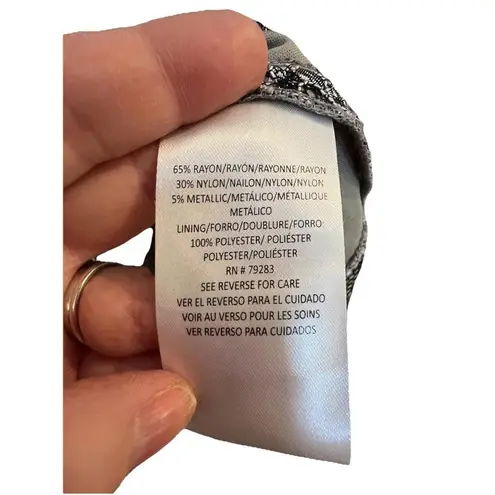 65% RAYON/RAYÓN/RAYONNE/RAYON
30% NYLON/NAILON/NYLON/NYLON
5% METALLIC/METÁLICO/MÉTALLIQUE
METÁLICO
LINING/FORRO/DOUBLURE/FORRO
100% POLYESTER/ POLIÉSTER
POLYESTER/POLIÉSTER
RN # 79283
SEE REVERSE FOR CARE
VER EL REVERSO PARA EL CUIDADO
VOIR AU VERSO POUR LES SOINS
VER REVERSO PARA CUIDADOS